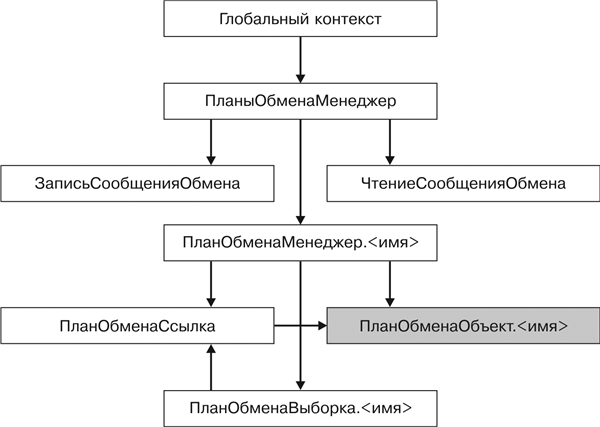 Глобальный контекст
ПланыОбменаМенеджер
ЗаписьСообщенияОбмена
ЧтениеСообщенияОбмена
ПланОбменаМенеджер.<имя>
ПланОбменаСсылка
ПланОбменаОбъект.<имя>
ПланОбменаВыборка.<имя>